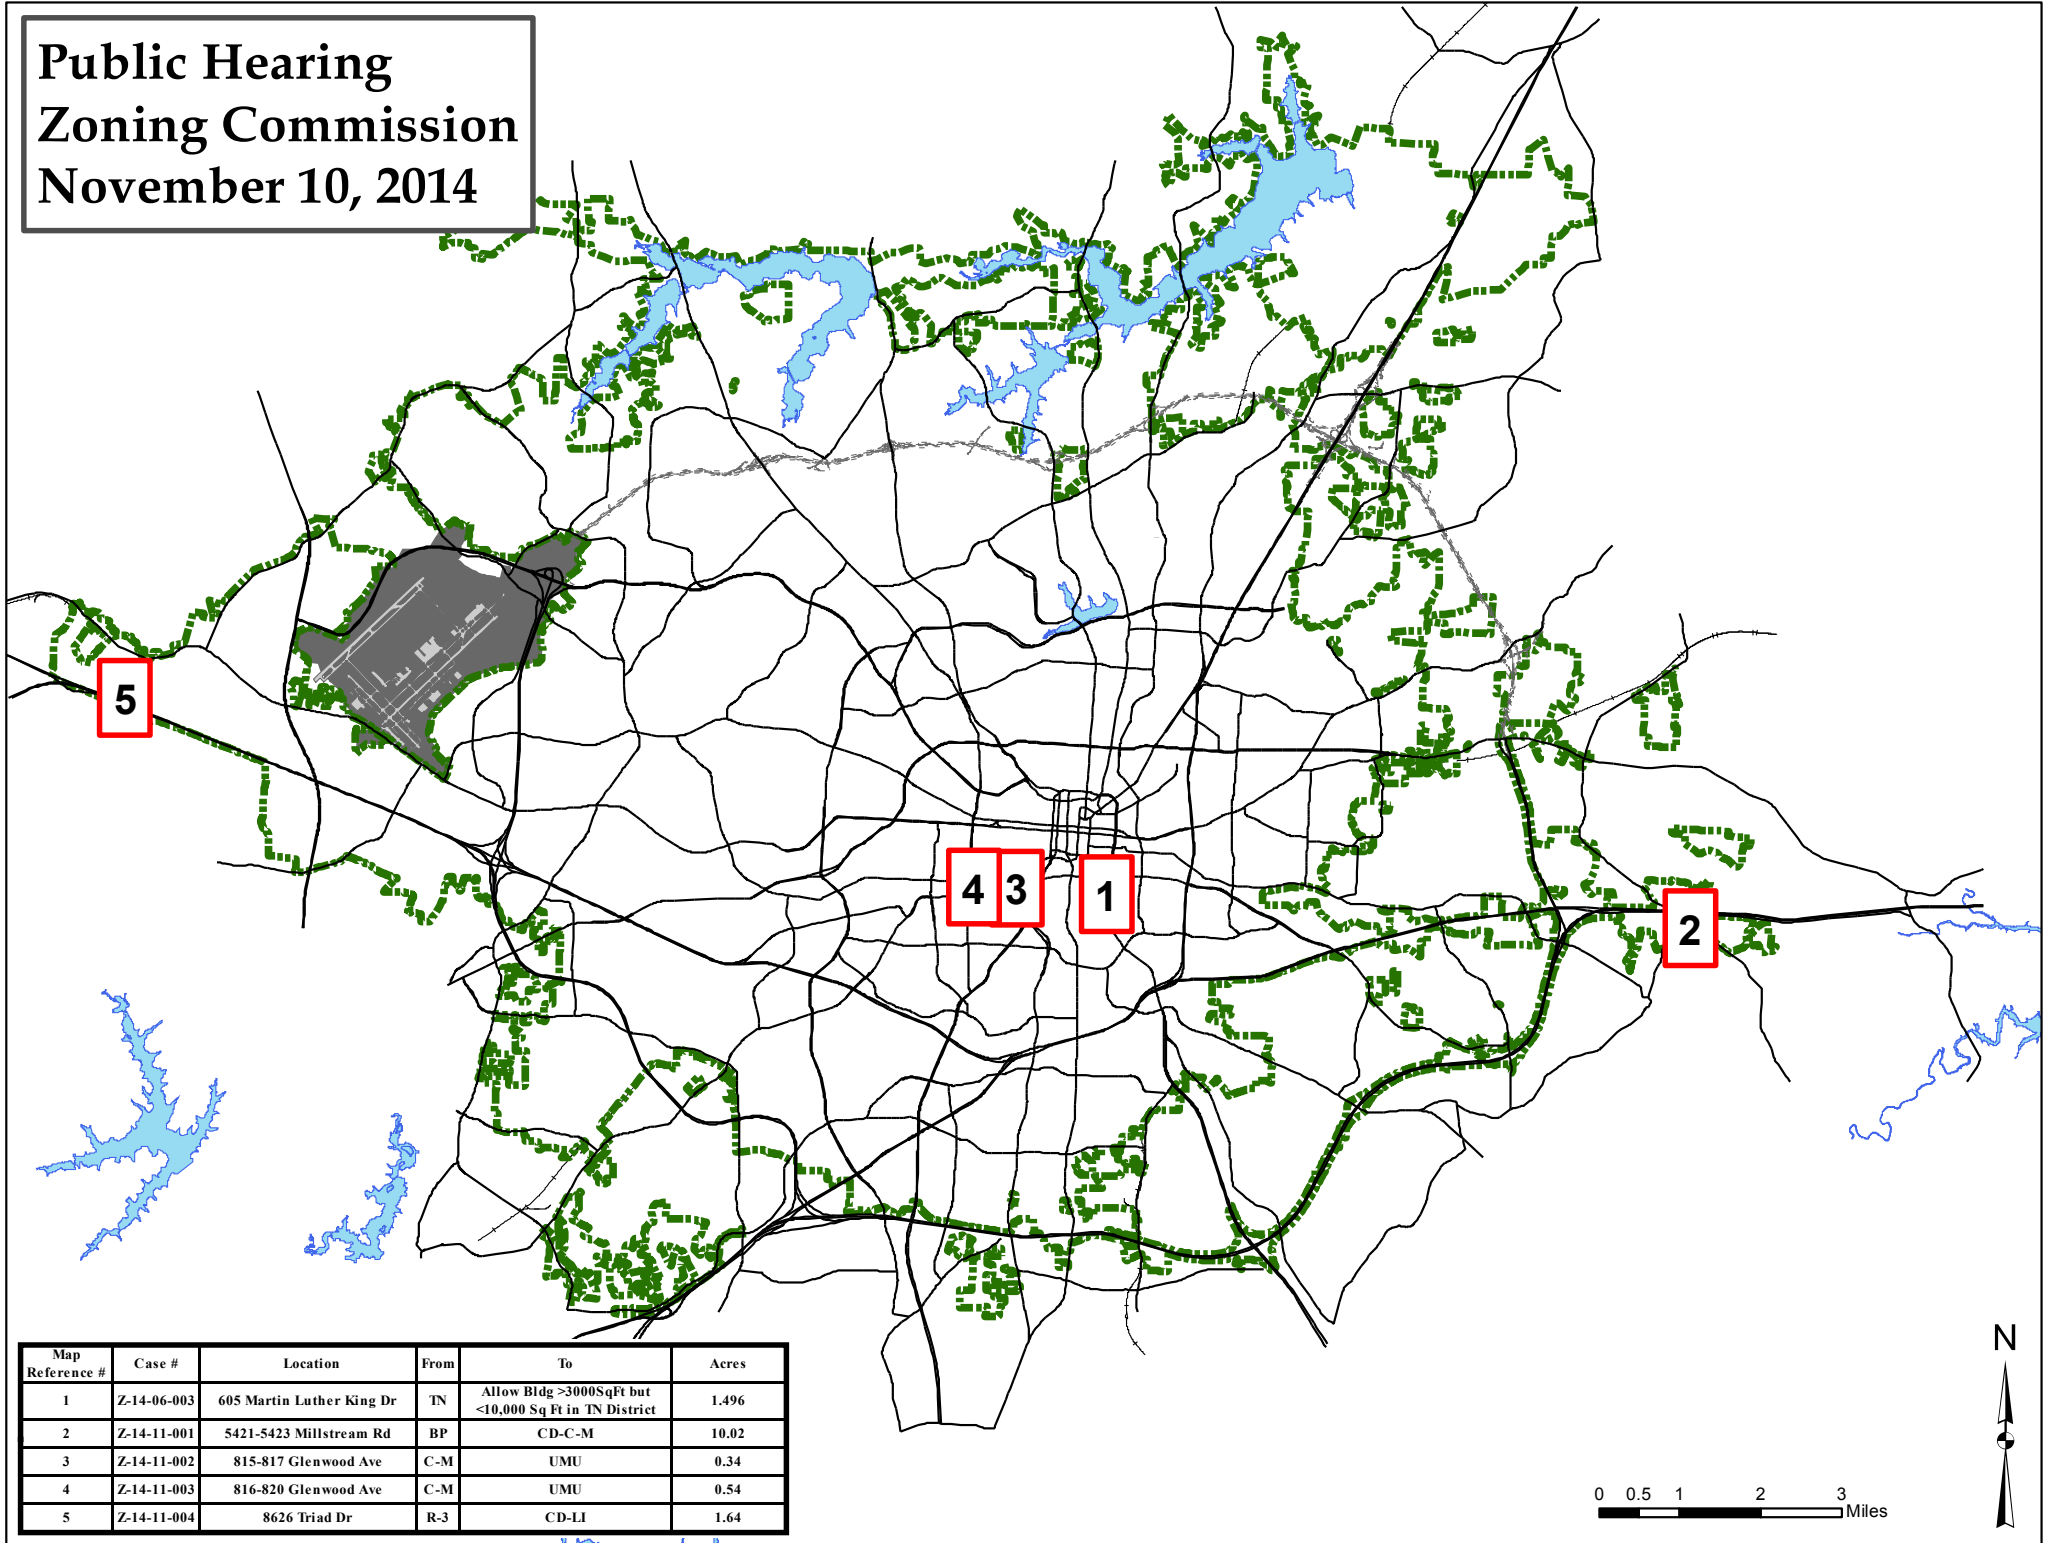 Public Hearing
Zoning Commission
November 10, 2014
5
4
3
1
2
N
0 0.5 1 2 3
Miles
Map Reference # Case # Location From To Acres
1 Z-14-06-003 605 Martin Luther King Dr TN Allow Bldg >3000SqFt but <10,000 Sq Ft in TN District 1.496
2 Z-14-11-001 5421-5423 Millstream Rd BP CD-C-M 10.02
3 Z-14-11-002 815-817 Glenwood Ave C-M UMU 0.34
4 Z-14-11-003 816-820 Glenwood Ave C-M UMU 0.54
5 Z-14-11-004 8626 Triad Dr R-3 CD-LI 1.64